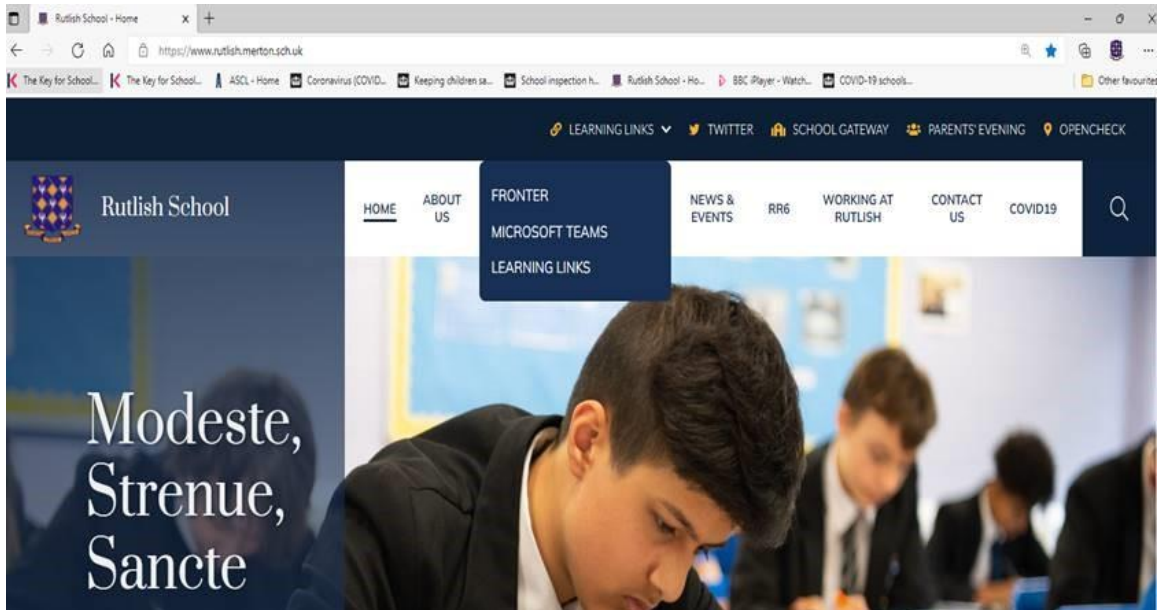 Rutlish School - Home
https://www.rutlish.merton.sch.uk
The Key for School... The Key for School... ASCL - Home Coronavirus (COVID... Keeping children sa... School inspection h... Rutlish School - Ho... BBC iPlayer - Watch... COVID-19 schools... Other favourites
LEARNING LINKS TWITTER SCHOOL GATEWAY PARENTS' EVENING OPENCHECK
Rutlish School
HOME
ABOUT
US
FRONTER
MICROSOFT TEAMS
LEARNING LINKS
NEWS &
EVENTS
RR6
WORKING AT
RUTLISH
CONTACT
US
COVID19
Modeste,
Strenue,
Sancte